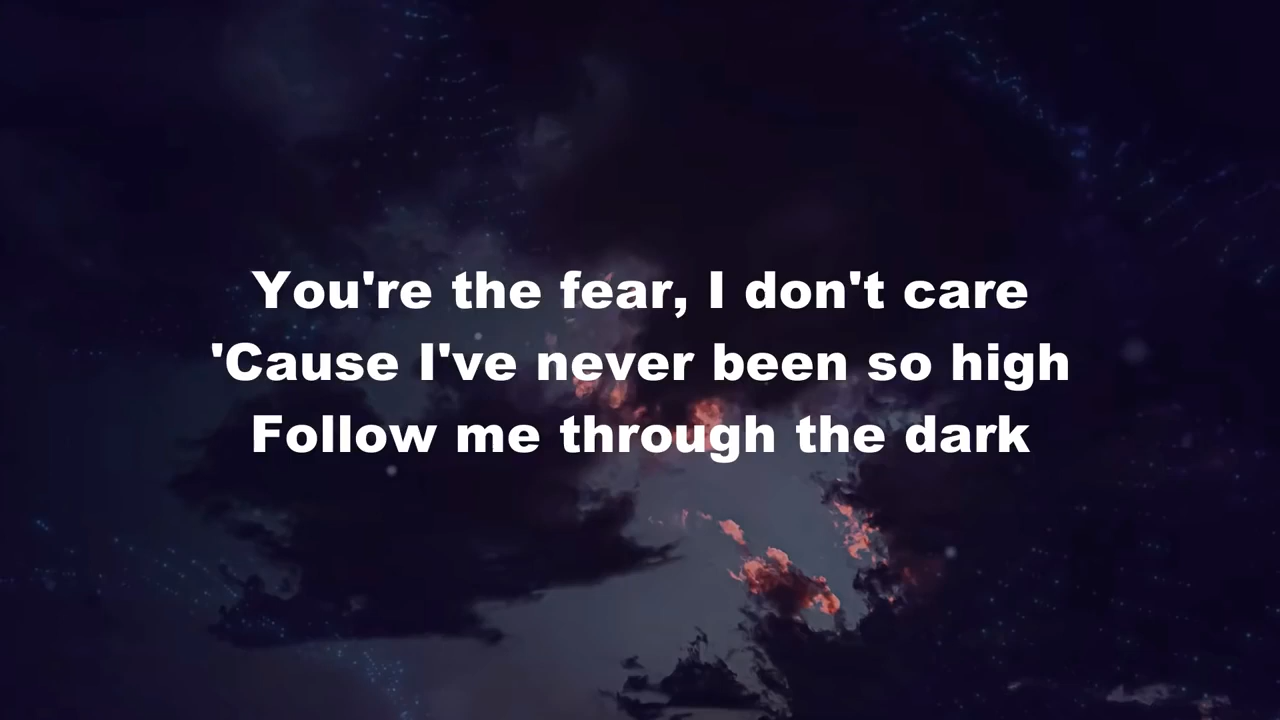 You're the fear, I don't care
'Cause I've never been so high
Follow me through the dark